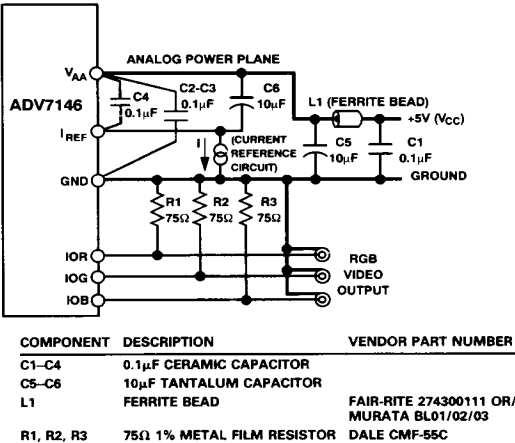 ANALOG POWER PLANE
VAA
C4
0.1µF
C2-C3
0.1µF
C6
10µF
L1 (FERRITE BEAD)
+5V (VCC)
ADV7146
IREF
I
(CURRENT
REFERENCE
CIRCUIT)
C5
10µF
C1
0.1µF
GND
GROUND
R1
75Ω
R2
75Ω
R3
75Ω
IOR
IOG
IOB
RGB
VIDEO
OUTPUT
COMPONENT DESCRIPTION VENDOR PART NUMBER
C1–C4 0.1µF CERAMIC CAPACITOR
C5–C6 10µF TANTALUM CAPACITOR
L1 FERRITE BEAD FAIR-RITE 274300111 OR/
MURATA BL01/02/03
R1, R2, R3 75Ω 1% METAL FILM RESISTOR DALE CMF-55C